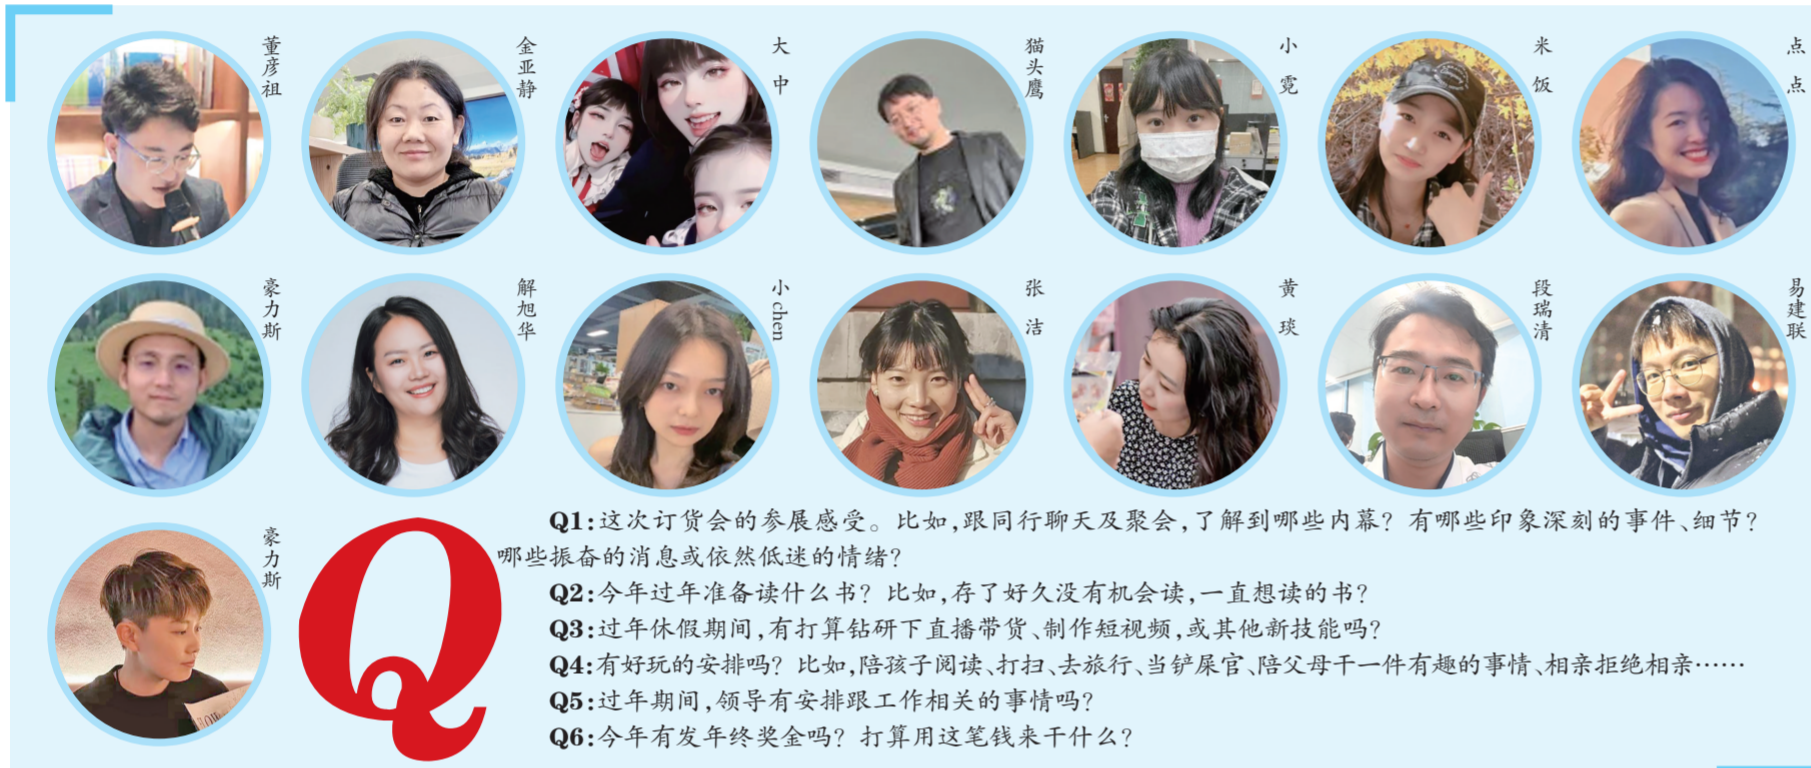 董彦祖
金亚静
大中
猫头鹰
小霓
米饭
点点
豪力斯
解旭华
小chen
张洁
黄琰
段瑞清
易建联
豪力斯
Q
Q1:这次订货会的参展感受。比如,跟同行聊天及聚会,了解到哪些内幕？有哪些印象深刻的事件、细节？
哪些振奋的消息或依然低迷的情绪？
Q2:今年过年准备读什么书？比如,存了好久没有机会读,一直想读的书？
Q3:过年休假期间,有打算钻研下直播带货、制作短视频,或其他新技能吗？
Q4:有好玩的安排吗？比如,陪孩子阅读、打扫、去旅行、当铲屎官、陪父母干一件有趣的事情、相亲拒绝相亲……
Q5:过年期间,领导有安排跟工作相关的事情吗？
Q6:今年有发年终奖金吗？打算用这笔钱来干什么？